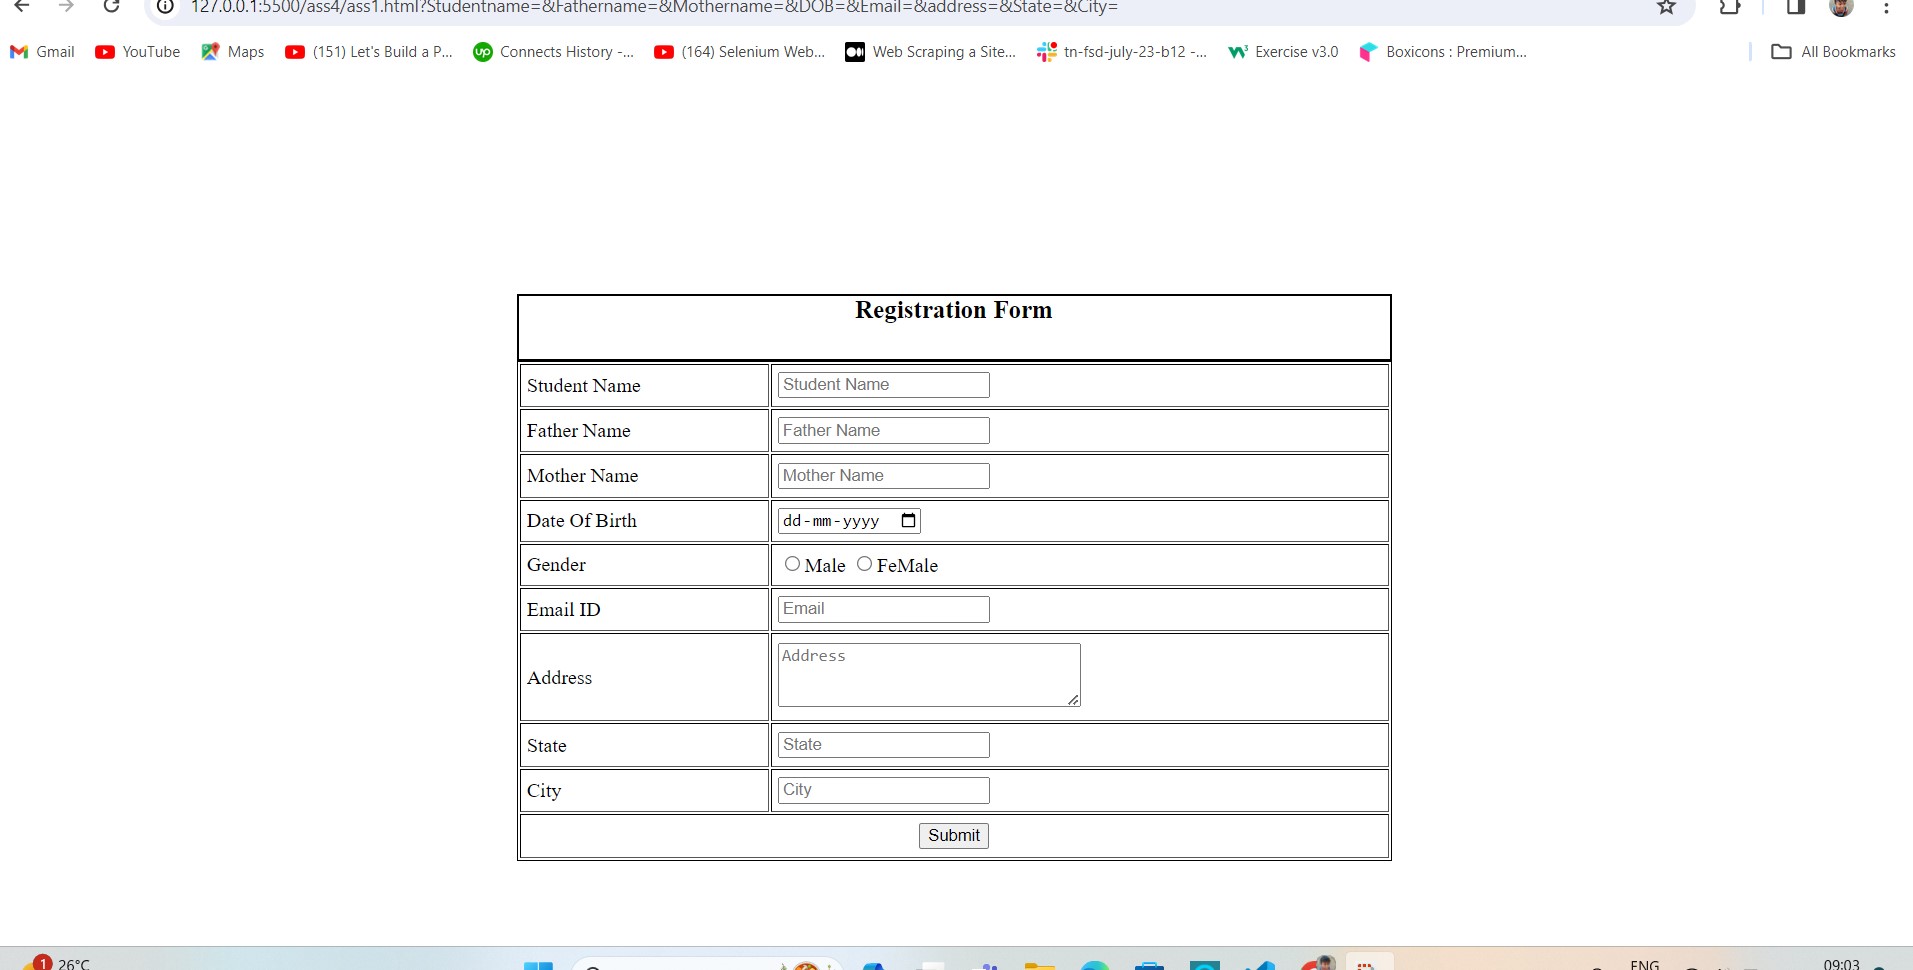 127.0.0.1:5500/ass4/ass1.html?Studentname=&Fathername=&Mothername=&DOB=&Email=&address=&State=&City=
Gmail YouTube Maps (151) Let's Build a P... Connects History -... (164) Selenium Web... Web Scraping a Site... tn-fsd-july-23-b12 -... Exercise v3.0 Boxicons : Premium... All Bookmarks
Registration Form
Student Name Student Name
Father Name Father Name
Mother Name Mother Name
Date Of Birth dd-mm-yyyy
Gender Male FeMale
Email ID Email
Address Address
State State
City City
Submit
1 26°C ENG 09:03